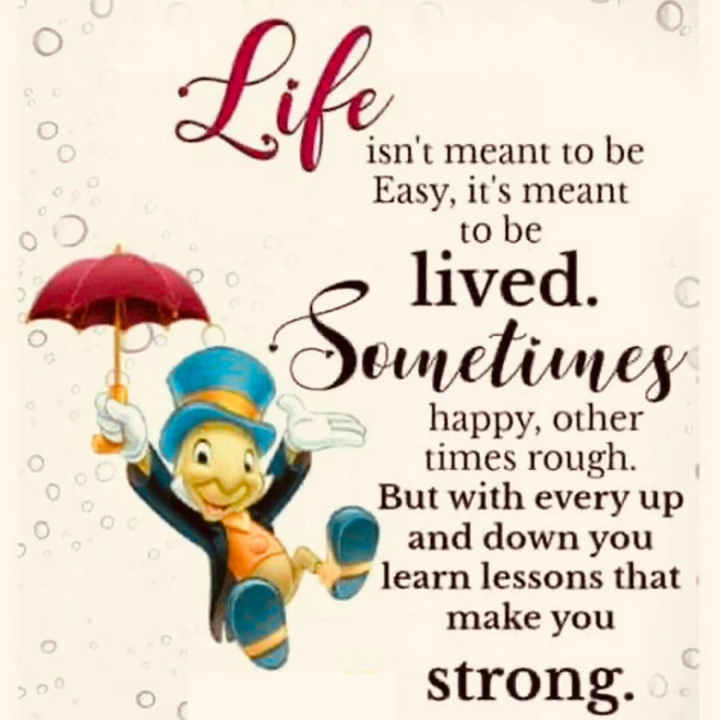 Life
isn't meant to be
Easy, it's meant
to be
lived.
Sometimes
happy, other
times rough.
But with every up
and down you
learn lessons that
make you
strong.